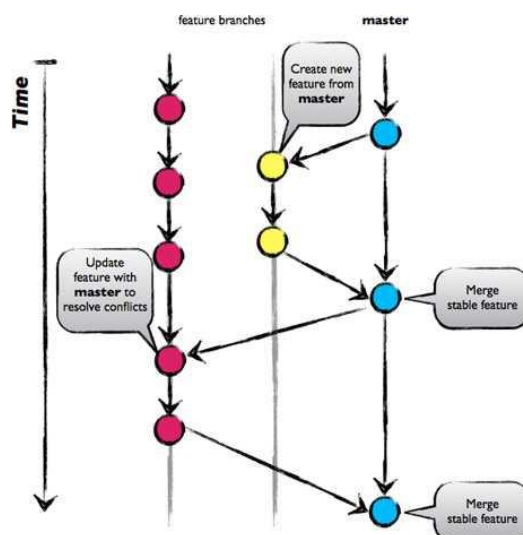 feature branches
master
Time
Create new
feature from
master
Update
feature with
master to
resolve conflicts
Merge
stable feature
Merge
stable feature